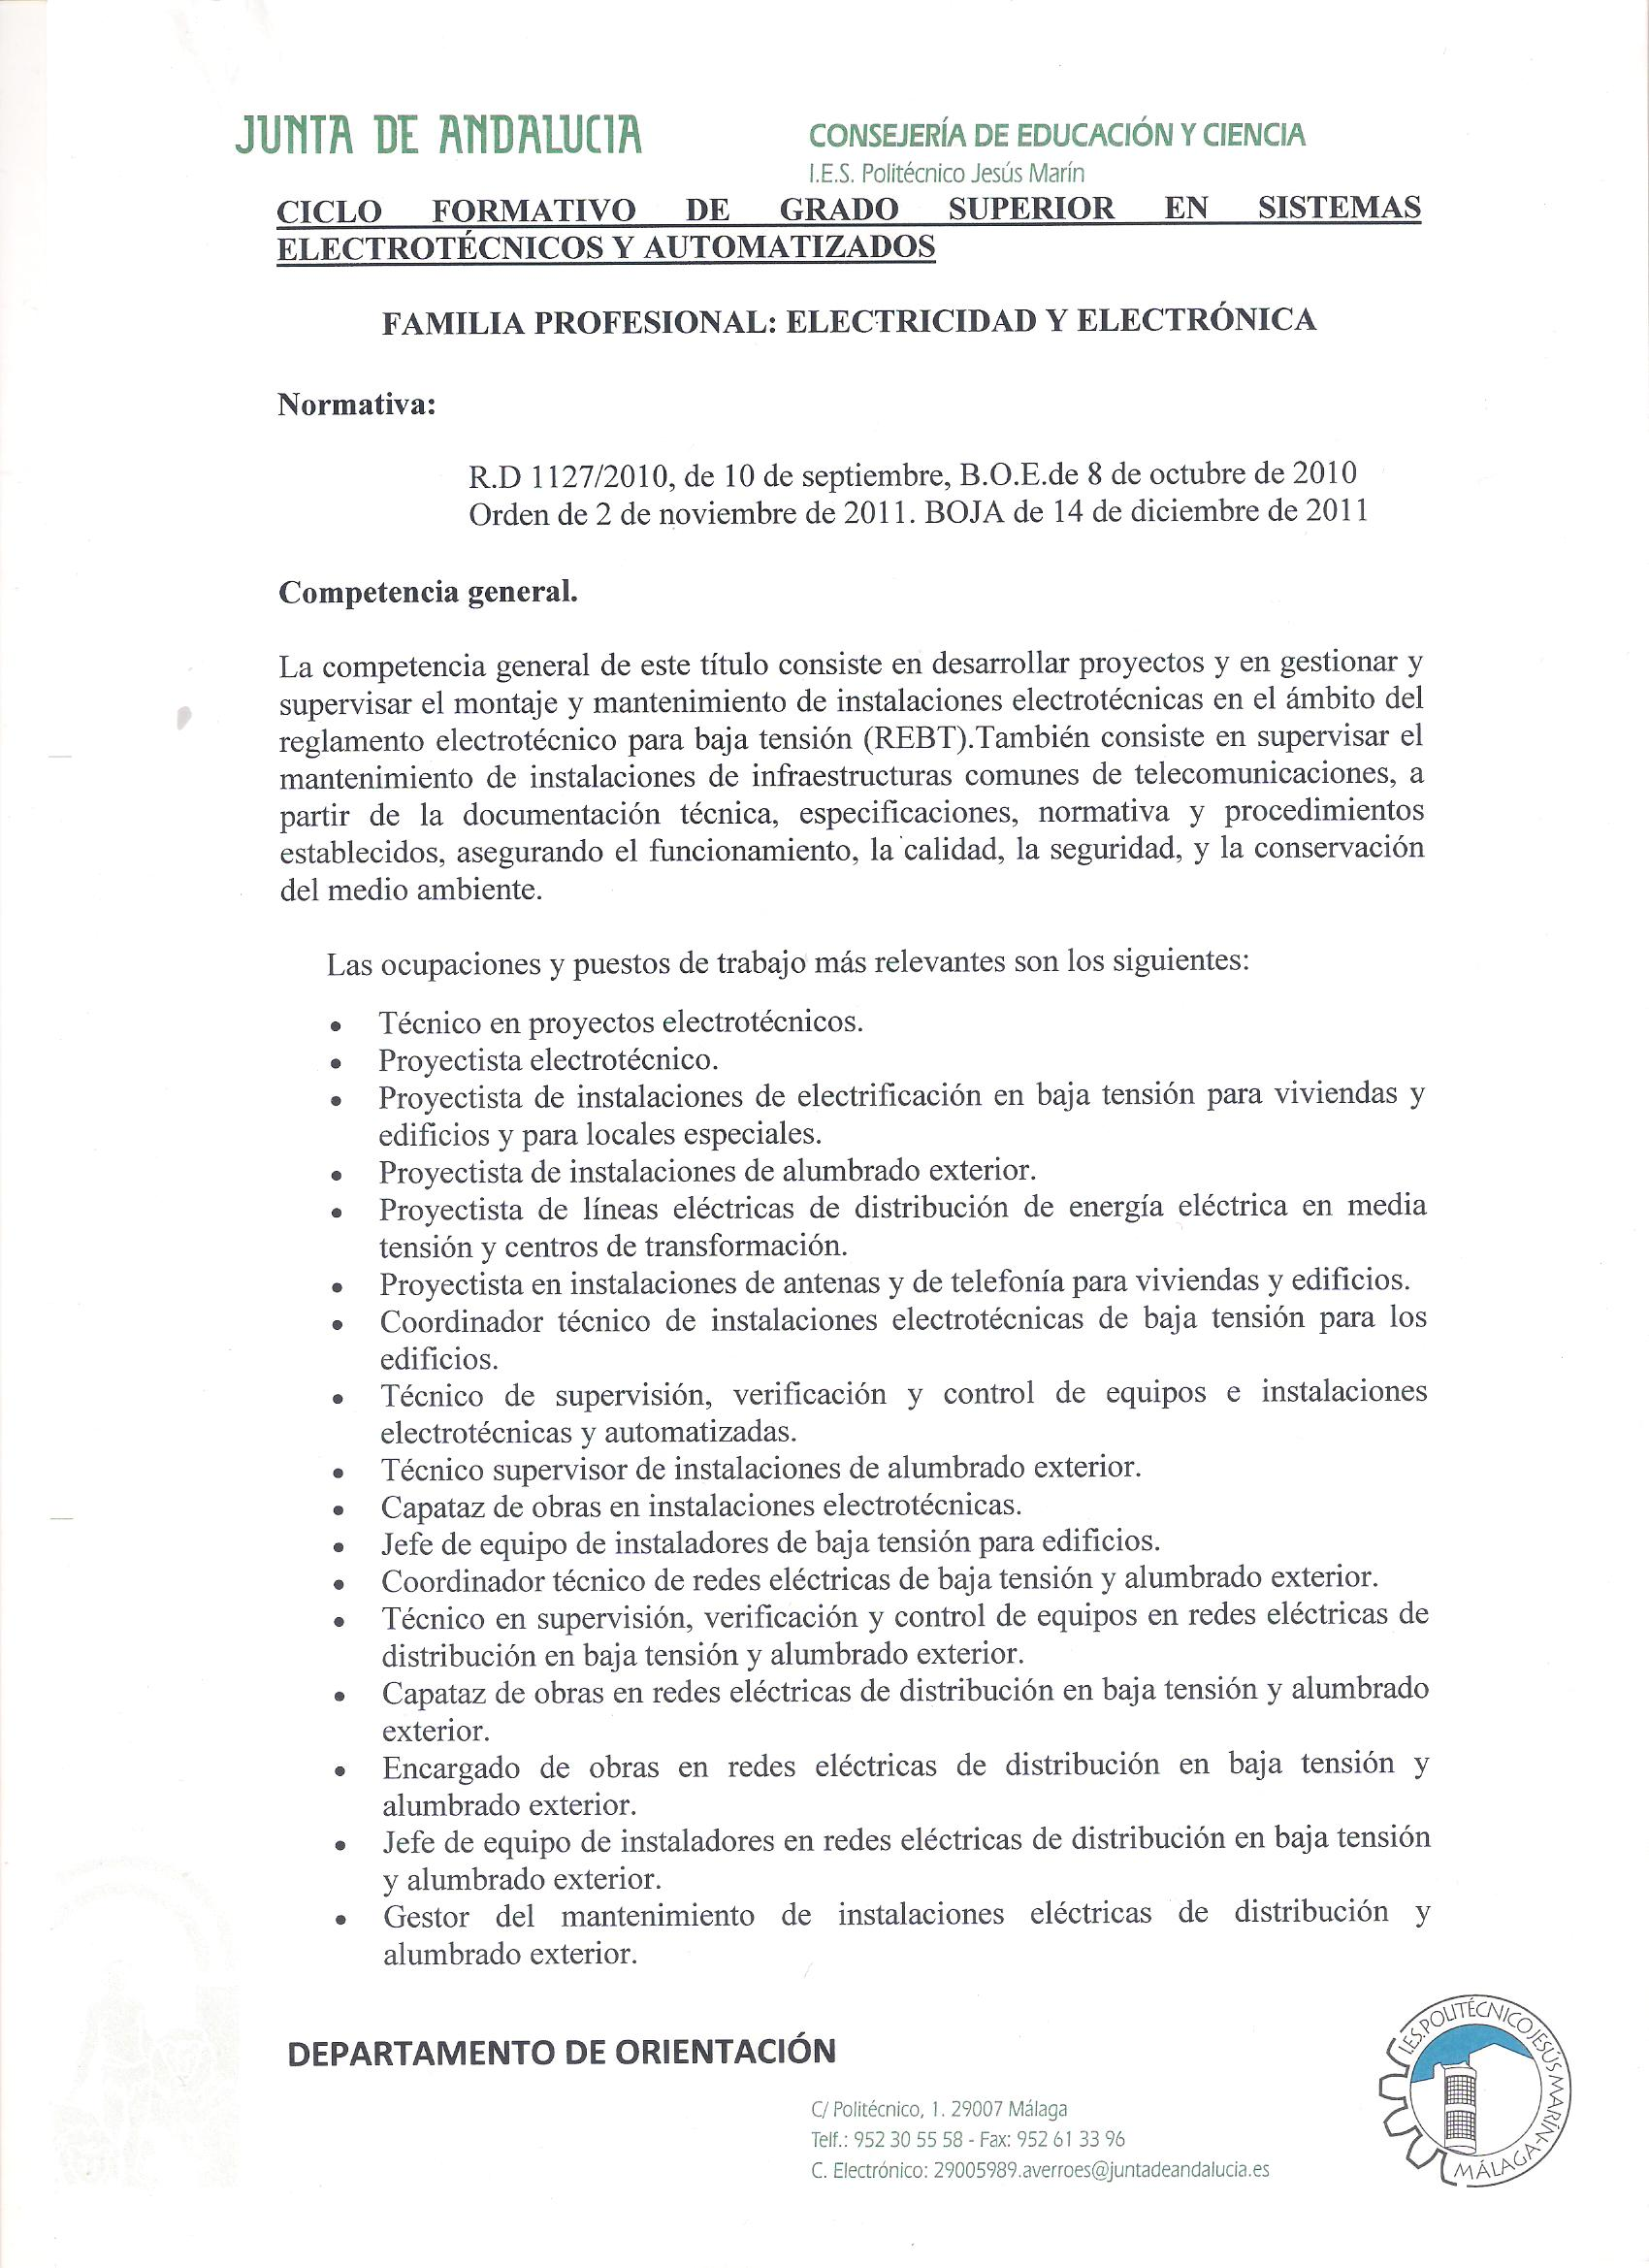 JUNTA DE ANDALUCIA
CONSEJERÍA DE EDUCACIÓN Y CIENCIA
I.E.S. Politécnico Jesús Marín
CICLO FORMATIVO DE GRADO SUPERIOR EN SISTEMAS
ELECTROTÉCNICOS Y AUTOMATIZADOS
FAMILIA PROFESIONAL: ELECTRICIDAD Y ELECTRÓNICA
Normativa:
R.D 1127/2010, de 10 de septiembre, B.O.E.de 8 de octubre de 2010
Orden de 2 de noviembre de 2011. BOJA de 14 de diciembre de 2011
Competencia general.
La competencia general de este título consiste en desarrollar proyectos y en gestionar y
supervisar el montaje y mantenimiento de instalaciones electrotécnicas en el ámbito del
reglamento electrotécnico para baja tensión (REBT).También consiste en supervisar el
mantenimiento de instalaciones de infraestructuras comunes de telecomunicaciones, a
partir de la documentación técnica, especificaciones, normativa y procedimientos
establecidos, asegurando el funcionamiento, la calidad, la seguridad, y la conservación
del medio ambiente.
Las ocupaciones y puestos de trabajo más relevantes son los siguientes:
• Técnico en proyectos electrotécnicos.
• Proyectista electrotécnico.
• Proyectista de instalaciones de electrificación en baja tensión para viviendas y
edificios y para locales especiales.
• Proyectista de instalaciones de alumbrado exterior.
• Proyectista de líneas eléctricas de distribución de energía eléctrica en media
tensión y centros de transformación.
• Proyectista en instalaciones de antenas y de telefonía para viviendas y edificios.
• Coordinador técnico de instalaciones electrotécnicas de baja tensión para los
edificios.
• Técnico de supervisión, verificación y control de equipos e instalaciones
electrotécnicas y automatizadas.
• Técnico supervisor de instalaciones de alumbrado exterior.
• Capataz de obras en instalaciones electrotécnicas.
• Jefe de equipo de instaladores de baja tensión para edificios.
• Coordinador técnico de redes eléctricas de baja tensión y alumbrado exterior.
• Técnico en supervisión, verificación y control de equipos en redes eléctricas de
distribución en baja tensión y alumbrado exterior.
• Capataz de obras en redes eléctricas de distribución en baja tensión y alumbrado
exterior.
• Encargado de obras en redes eléctricas de distribución en baja tensión y
alumbrado exterior.
• Jefe de equipo de instaladores en redes eléctricas de distribución en baja tensión
y alumbrado exterior.
• Gestor del mantenimiento de instalaciones eléctricas de distribución y
alumbrado exterior.
DEPARTAMENTO DE ORIENTACIÓN
C/ Politécnico, 1. 29007 Málaga
Telf.: 952 30 55 58 - Fax: 952 61 33 96
C. Electrónico: 29005989.averroes@juntadeandalucia.es
I.E.S. POLITÉCNICO JESÚS MARÍN - MÁLAGA